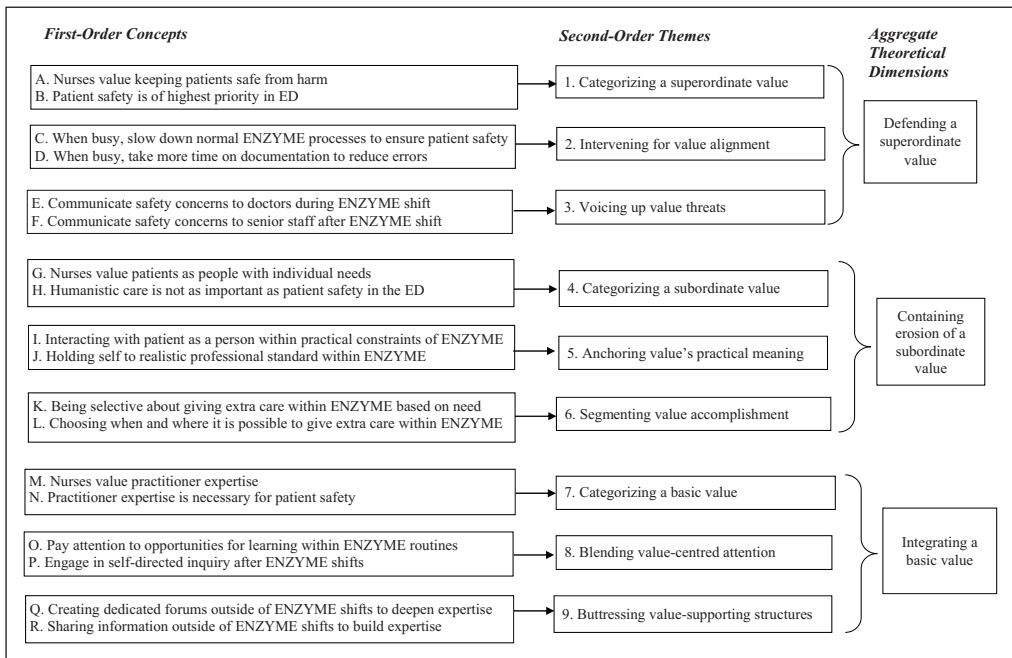 First-Order Concepts
Second-Order Themes
Aggregate
Theoretical
Dimensions
A. Nurses value keeping patients safe from harm
B. Patient safety is of highest priority in ED
1. Categorizing a superordinate value
C. When busy, slow down normal ENZYME processes to ensure patient safety
D. When busy, take more time on documentation to reduce errors
2. Intervening for value alignment
E. Communicate safety concerns to doctors during ENZYME shift
F. Communicate safety concerns to senior staff after ENZYME shift
3. Voicing up value threats
Defending a
superordinate
value
G. Nurses value patients as people with individual needs
H. Humanistic care is not as important as patient safety in the ED
4. Categorizing a subordinate value
I. Interacting with patient as a person within practical constraints of ENZYME
J. Holding self to realistic professional standard within ENZYME
5. Anchoring value's practical meaning
K. Being selective about giving extra care within ENZYME based on need
L. Choosing when and where it is possible to give extra care within ENZYME
6. Segmenting value accomplishment
Containing
erosion of a
subordinate
value
M. Nurses value practitioner expertise
N. Practitioner expertise is necessary for patient safety
7. Categorizing a basic value
O. Pay attention to opportunities for learning within ENZYME routines
P. Engage in self-directed inquiry after ENZYME shifts
8. Blending value-centred attention
Q. Creating dedicated forums outside of ENZYME shifts to deepen expertise
R. Sharing information outside of ENZYME shifts to build expertise
9. Buttressing value-supporting structures
Integrating a
basic value